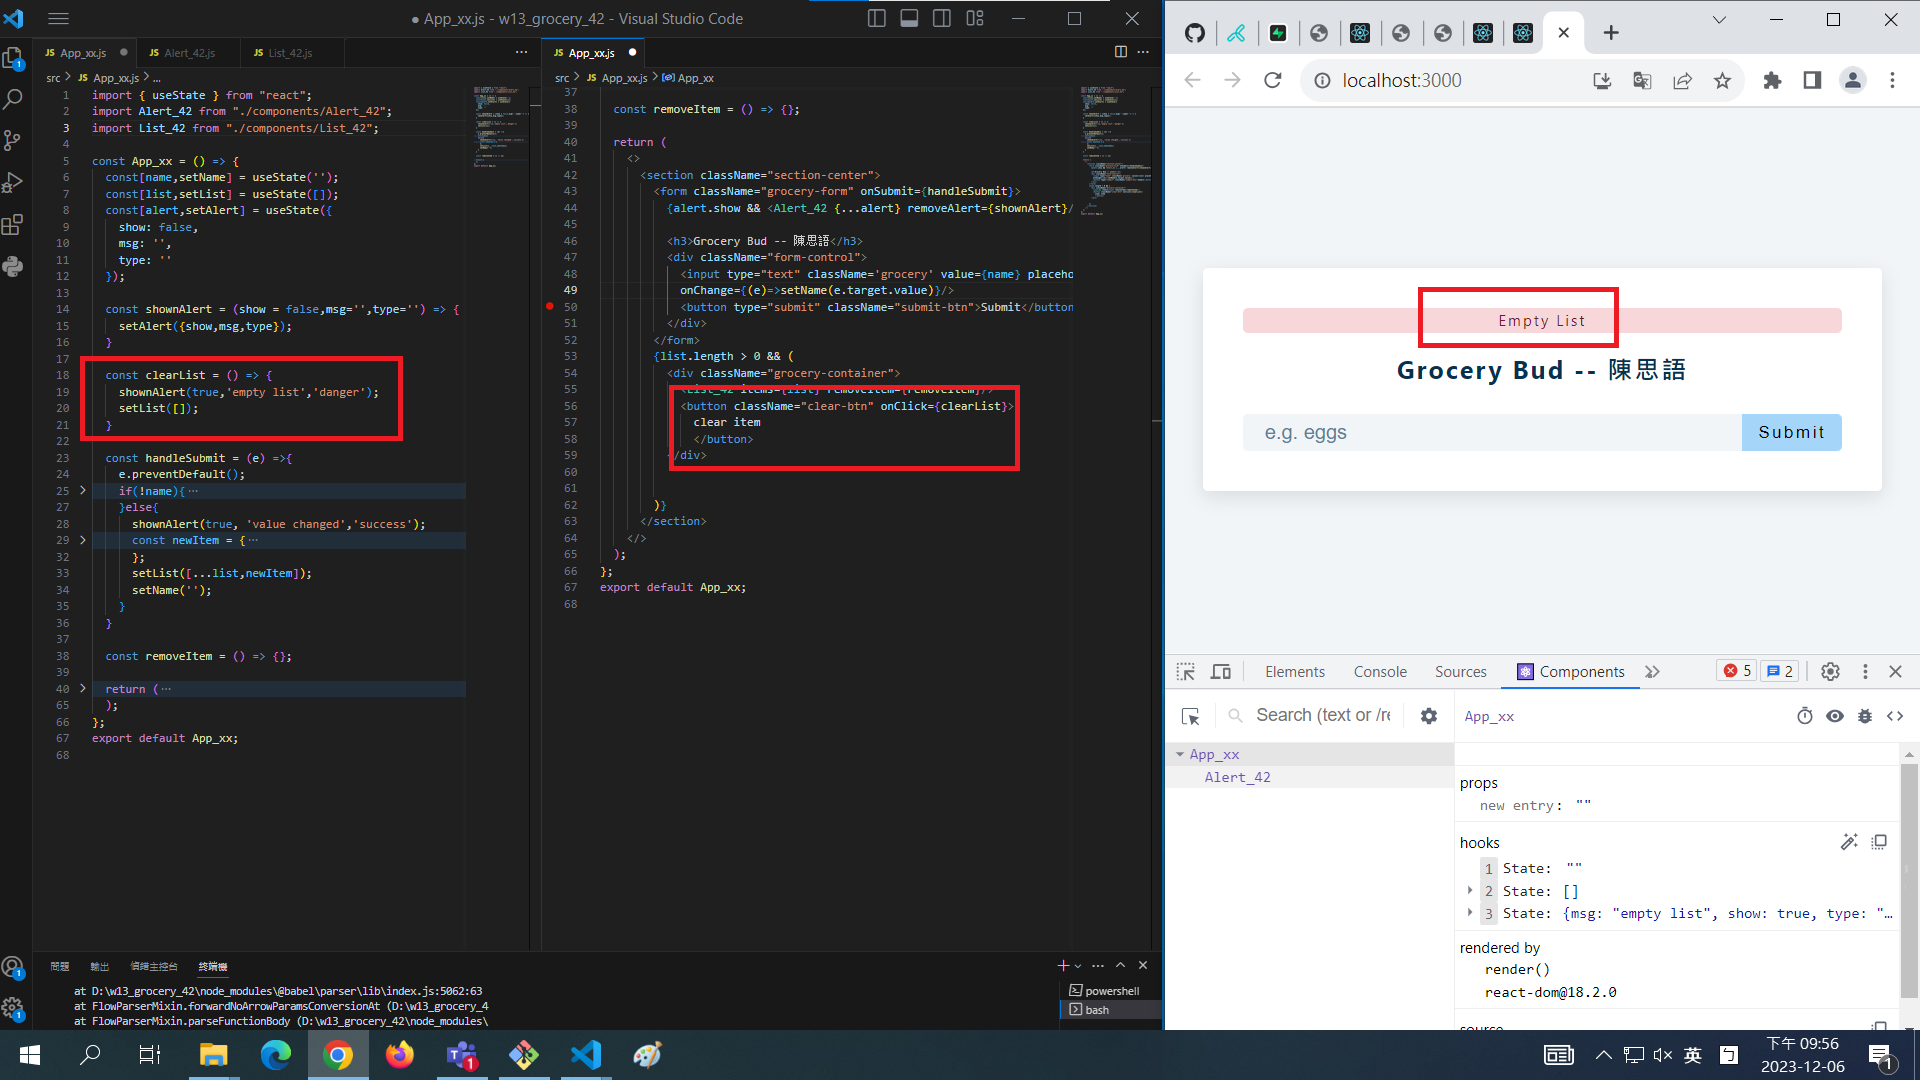 App_xx.js - w13_grocery_42 - Visual Studio Code
App_xx.js
Alert_42.js
List_42.js
src > JS App_xx.js > ...
1 import { useState } from "react";
2 import Alert_42 from "./components/Alert_42";
3 import List_42 from "./components/List_42";
4
5 const App_xx = () => {
6 const[name,setName] = useState('');
7 const[list,setList] = useState([]);
8 const[alert,setAlert] = useState({
9 show: false,
10 msg: '',
11 type: ''
12 });
13
14 const shownAlert = (show = false,msg='',type='') => {
15 setAlert({show,msg,type});
16 }
17
18 const clearList = () => {
19 shownAlert(true,'empty list','danger');
20 setList([]);
21 }
22
23 const handleSubmit = (e) =>{
24 e.preventDefault();
25 if(!name){ ...
27 }else{
28 shownAlert(true, 'value changed','success');
29 const newItem = { ...
32 };
33 setList([...list,newItem]);
34 setName('');
35 }
36 }
37
38 const removeItem = () => {};
39
40 return ( ...
65 );
66 };
67 export default App_xx;
68
App_xx.js
src > JS App_xx.js > App_xx
37
38 const removeItem = () => {};
39
40 return (
41 <>
42 <section className="section-center">
43 <form className="grocery-form" onSubmit={handleSubmit}>
44 {alert.show && <Alert_42 {...alert} removeAlert={shownAlert}/
45
46 <h3>Grocery Bud -- 陳思語</h3>
47 <div className="form-control">
48 <input type="text" className='grocery' value={name} placeho
49 onChange={(e)=>setName(e.target.value)}/>
50 <button type="submit" className="submit-btn">Submit</button
51 </div>
52 </form>
53 {list.length > 0 && (
54 <div className="grocery-container">
55 <List_42 items={list} removeItem={removeItem}/>
56 <button className="clear-btn" onClick={clearList}>
57 clear item
58 </button>
59 </div>
60
61
62 )}
63 </section>
64 </>
65 );
66 };
67 export default App_xx;
68
問題 輸出 偵錯主控台 終端機
at D:\w13_grocery_42\node_modules\@babel\parser\lib\index.js:5062:63
at FlowParserMixin.forwardNoArrowParamsConversionAt (D:\w13_grocery_4
at FlowParserMixin.parseFunctionBody (D:\w13_grocery_42\node_modules\
powershell
bash
localhost:3000
Empty List
Grocery Bud -- 陳思語
e.g. eggs
Submit
Elements Console Sources Components 5 2
Search (text or /re
App_xx
App_xx
Alert_42
props
new entry: ""
hooks
1 State: ""
2 State: []
3 State: {msg: "empty list", show: true, type: "…
rendered by
render()
react-dom@18.2.0
source
英
下午 09:56
2023-12-06
1